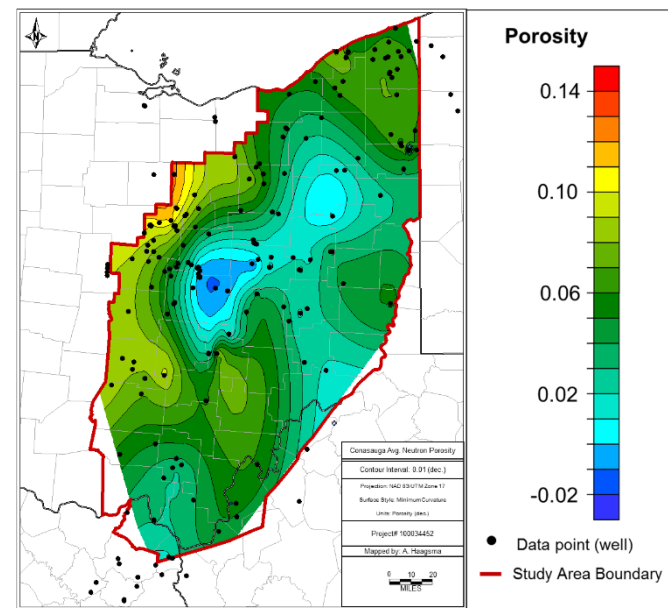 N
Porosity
0.14
0.10
0.06
0.02
-0.02
Data point (well)
Study Area Boundary
Conasauga Avg. Neutron Porosity
Contour Interval: 0.01 (dec.)
Projection: NAD 83/UTM Zone 17
Surface Style: Minimum Curvature
Units: Porosity (dec.)
Project# 100034452
Mapped by: A. Haagsma
0 10 20
MILES